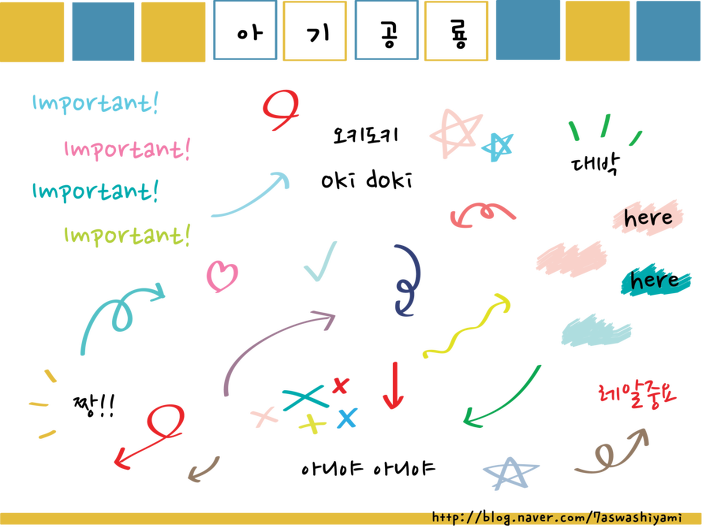 아 기 공 룡
Important!
Important!
Important!
Important!
오키도키
oki doki
대박
here
here
짱!!
레알중요
아니야 아니야
http://blog.naver.com/7aswashiyami